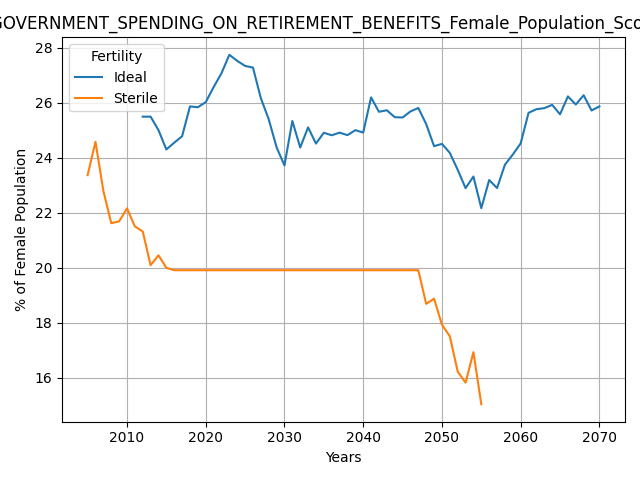 GOVERNMENT_SPENDING_ON_RETIREMENT_BENEFITS_Female_Population_Sco
Fertility
Ideal
Sterile
28
26
24
22
20
18
16
% of Female Population
2010 2020 2030 2040 2050 2060 2070
Years